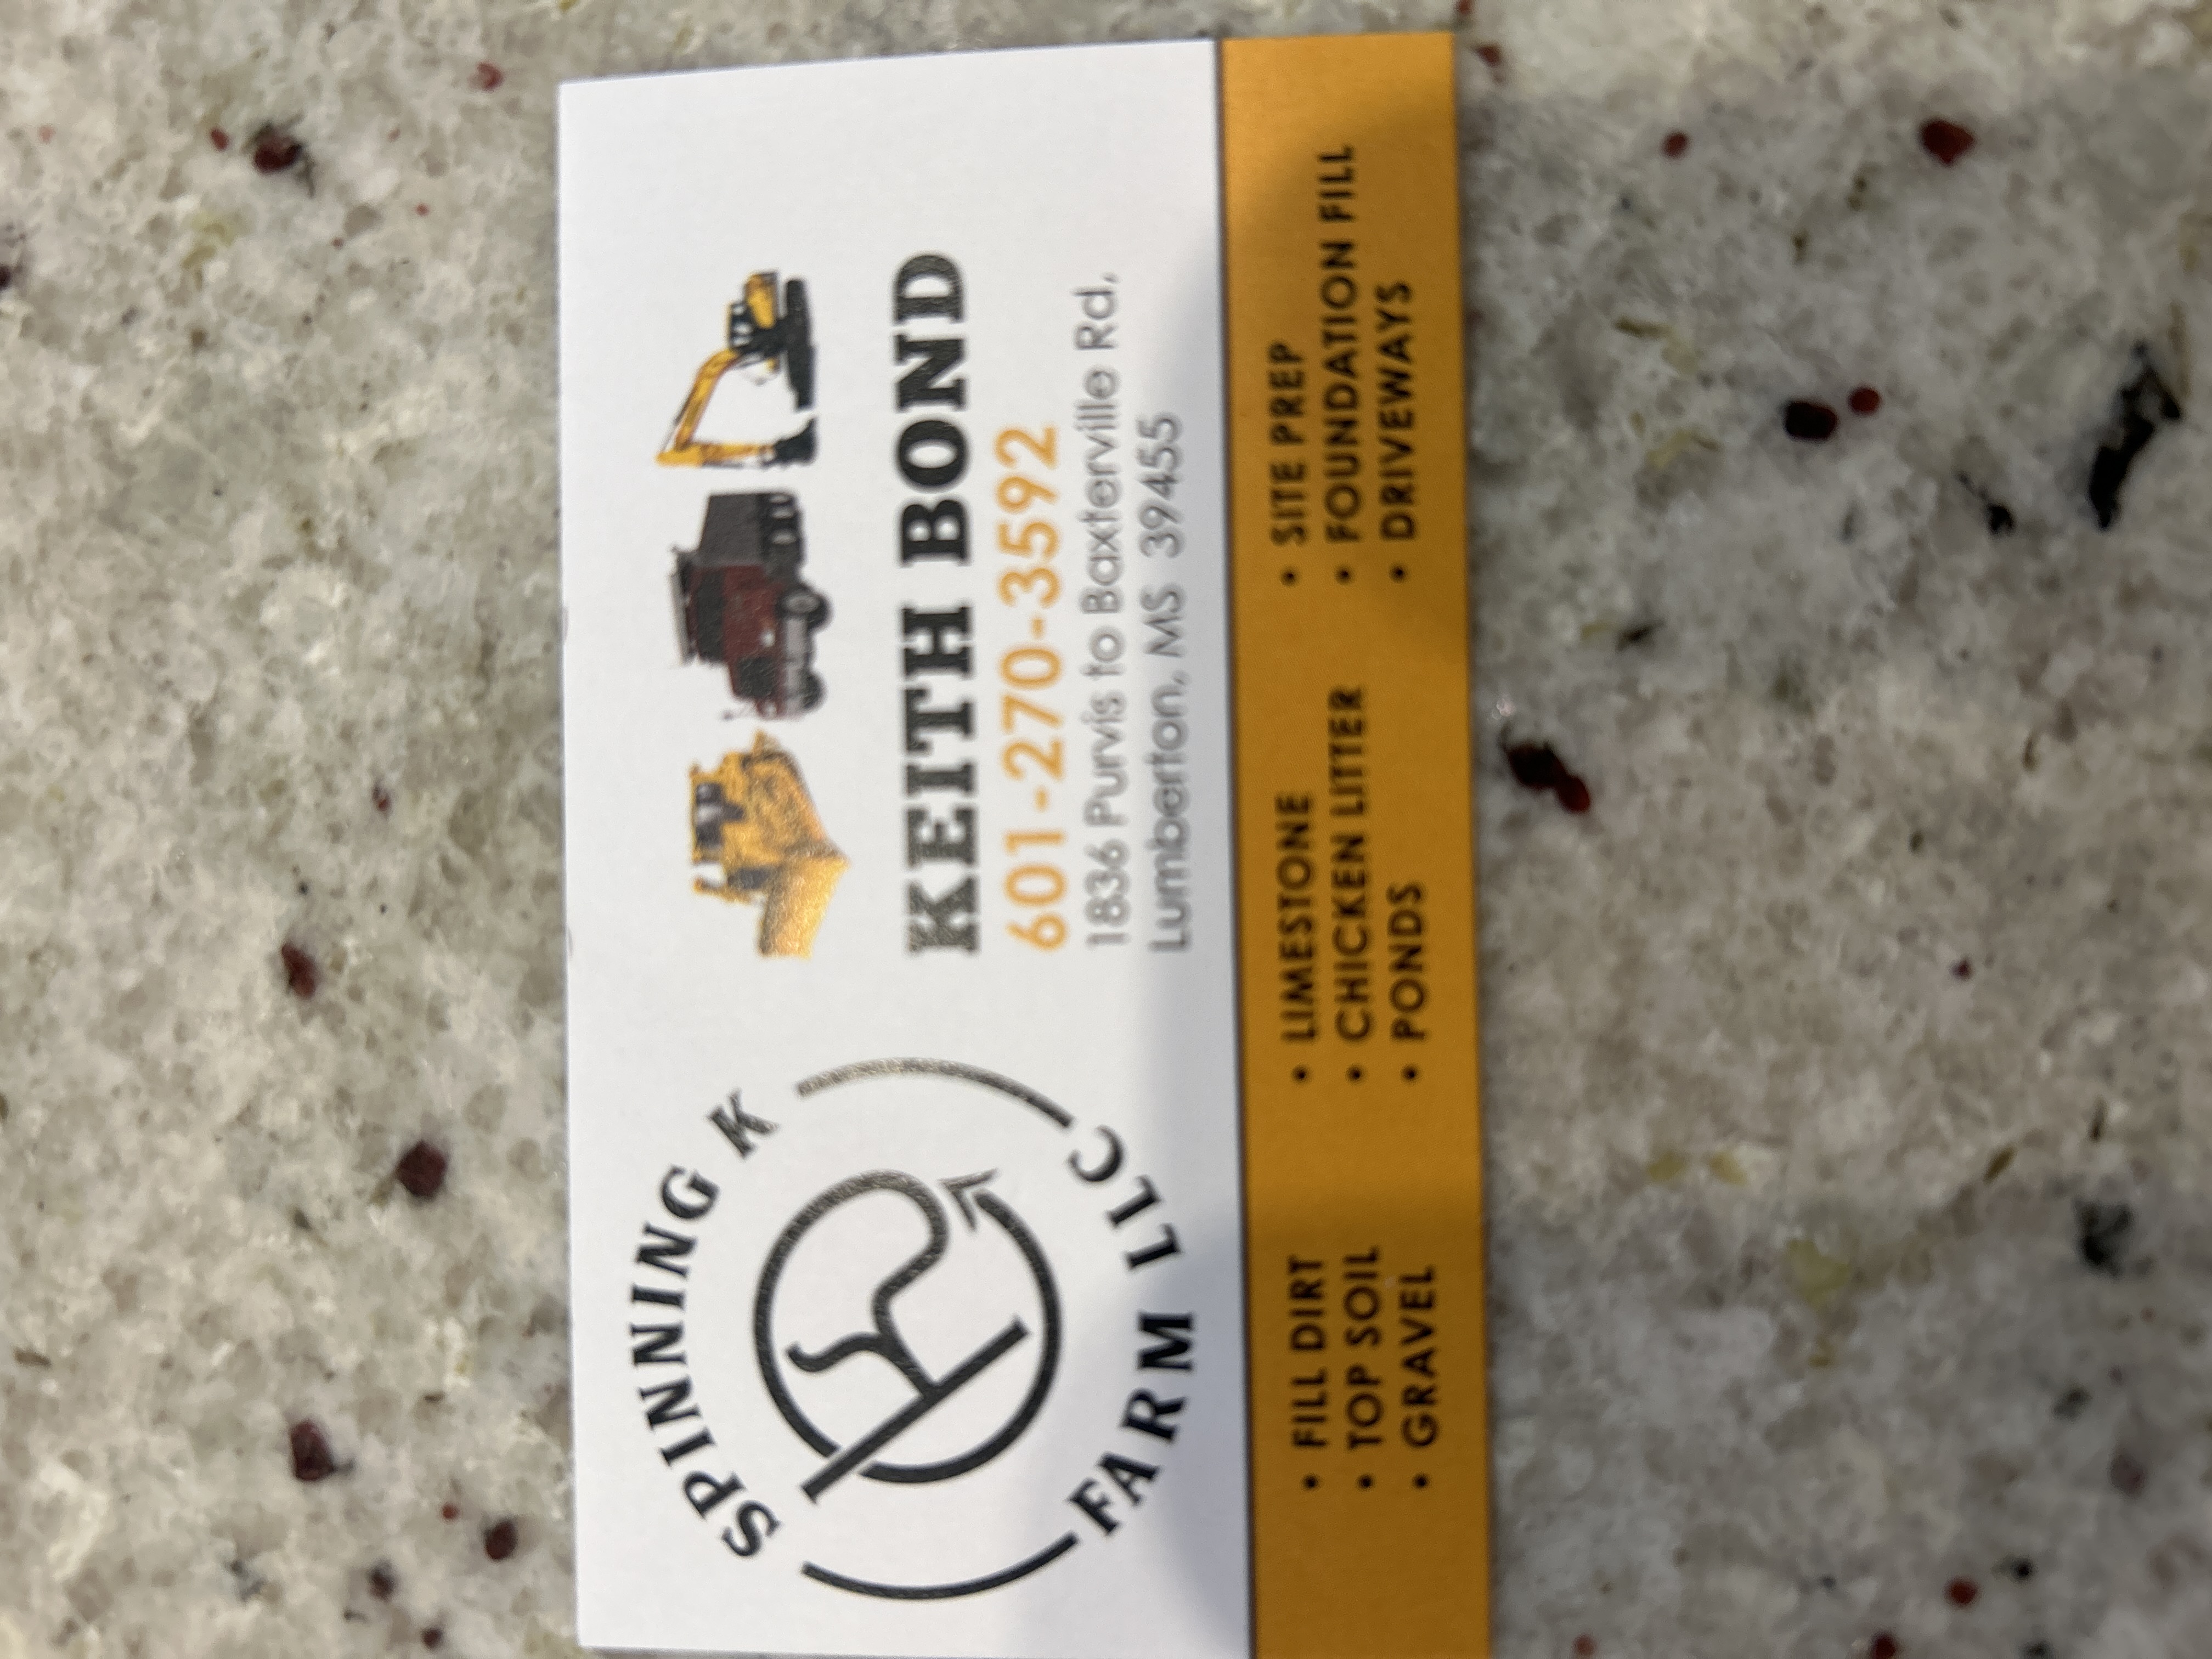 SPINNING K
FARM LLC
KEITH BOND
601-270-3592
1836 Purvis to Baxterville Rd,
Lumberton, MS 39455
• FILL DIRT
• TOP SOIL
• GRAVEL
• LIMESTONE
• CHICKEN LITTER
• PONDS
• SITE PREP
• FOUNDATION FILL
• DRIVEWAYS